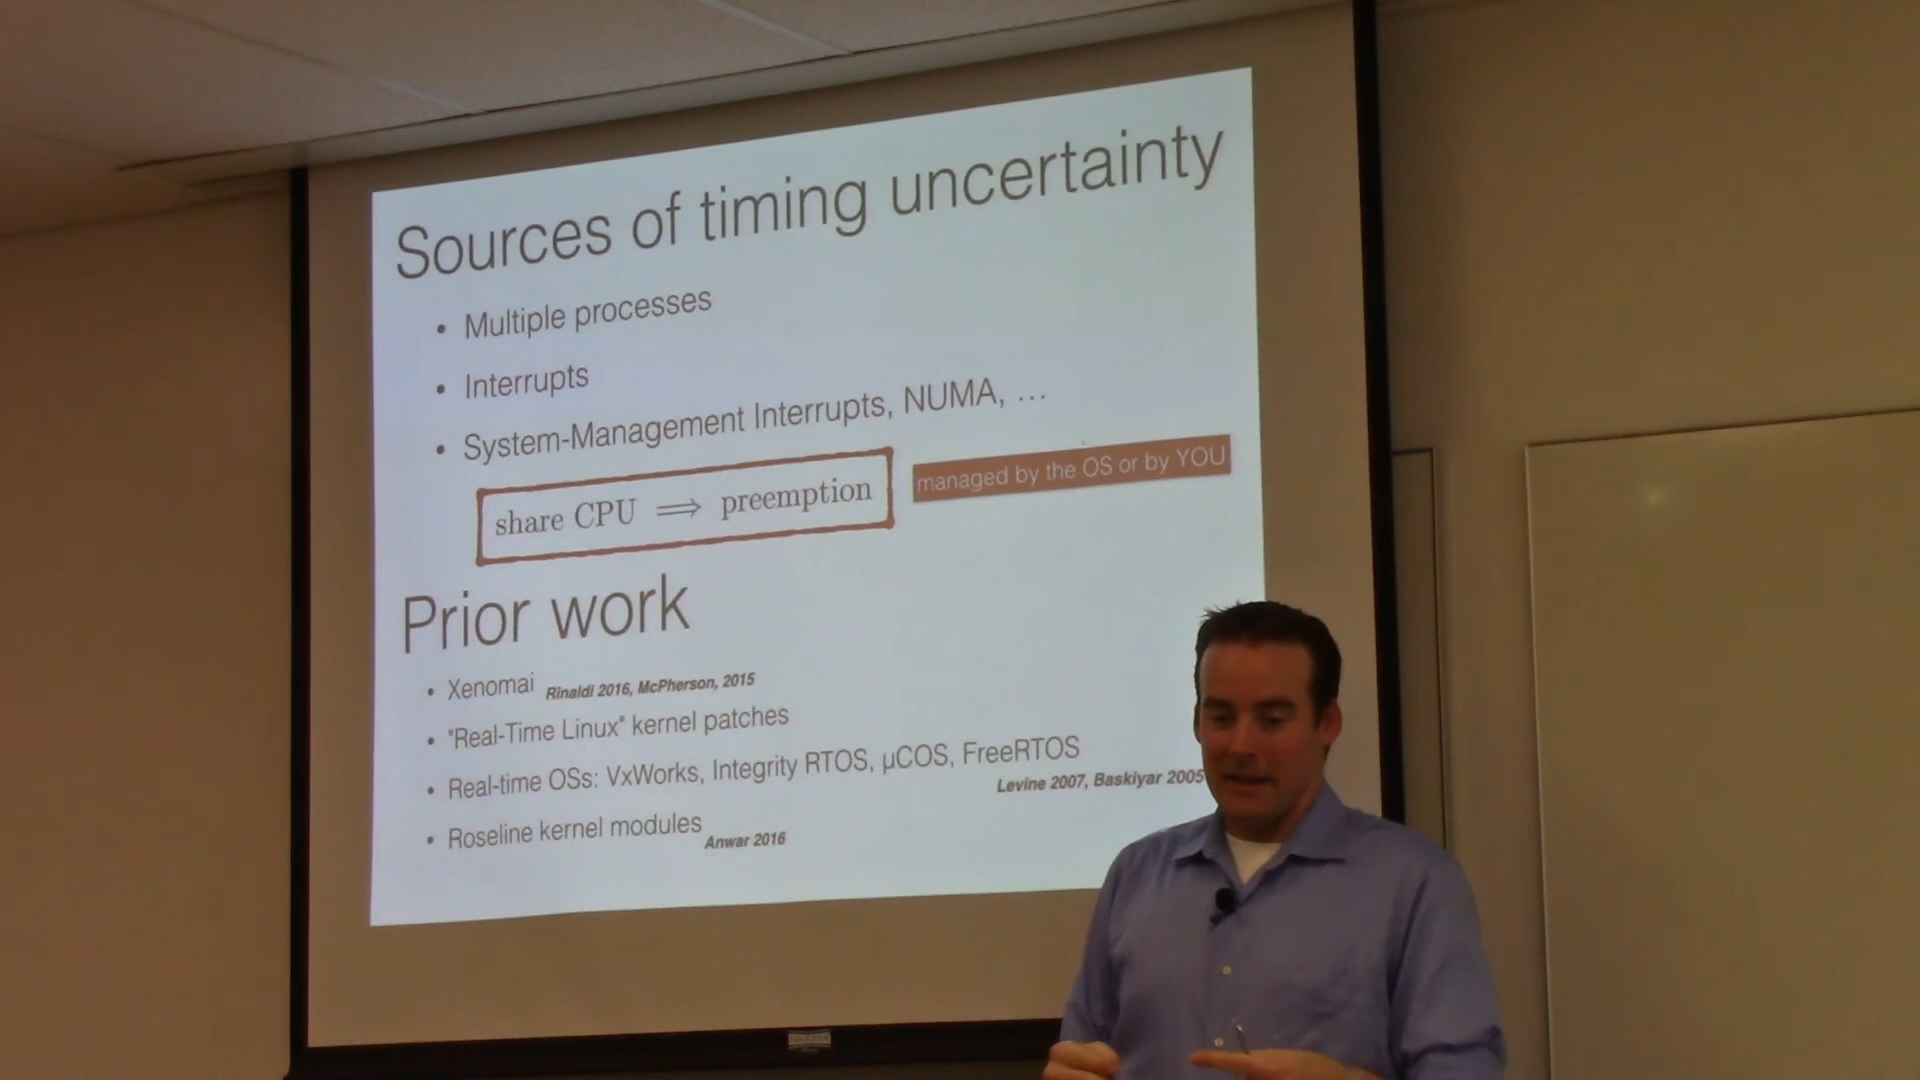 Sources of timing uncertainty
• Multiple processes
• Interrupts
• System-Management Interrupts, NUMA, …
share CPU ⟹ preemption
managed by the OS or by YOU
Prior work
• Xenomai Rinaldi 2016, McPherson, 2015
• "Real-Time Linux" kernel patches
• Real-time OSs: VxWorks, Integrity RTOS, µCOS, FreeRTOS
Levine 2007, Baskiyar 2005
• Roseline kernel modules Anwar 2016